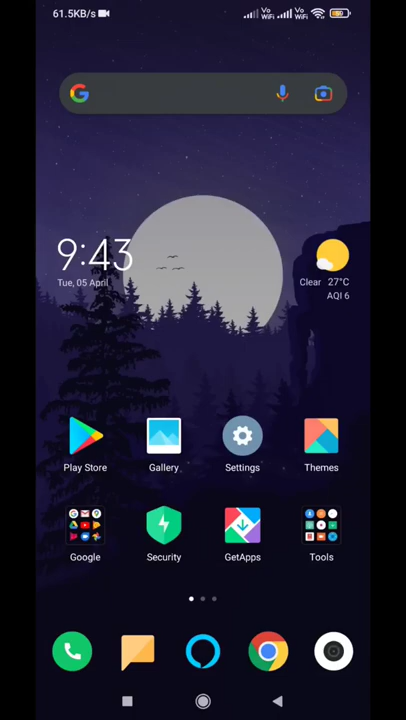 61.5KB/s
Vo WiFi
Vo WiFi
9:43
Tue, 05 April
Clear 27°C
AQI 6
Play Store
Gallery
Settings
Themes
Google
Security
GetApps
Tools